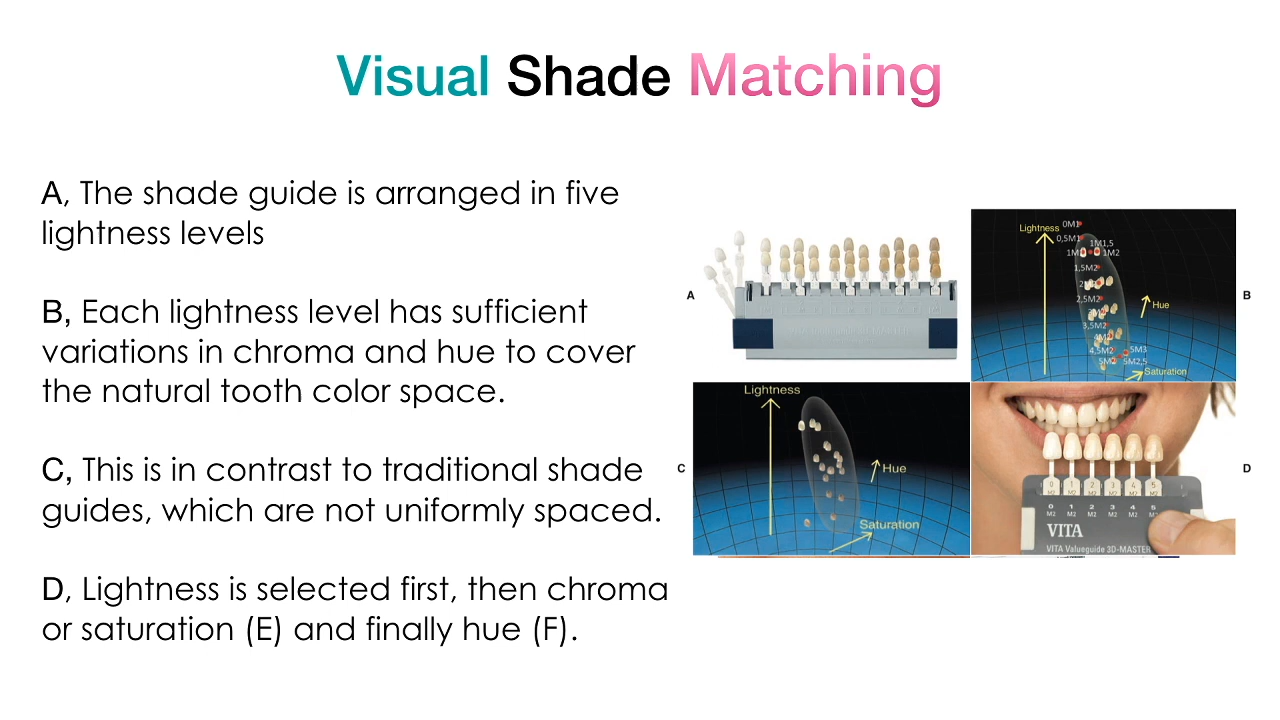 Visual Shade Matching
A, The shade guide is arranged in five
lightness levels
B, Each lightness level has sufficient
variations in chroma and hue to cover
the natural tooth color space.
C, This is in contrast to traditional shade
guides, which are not uniformly spaced.
D, Lightness is selected first, then chroma
or saturation (E) and finally hue (F).
A
B
Lightness
0M1
0,5M1
1M1,5
1M2
1,5M2
2,5M2
3,5M2
4,5M2
5M3
5M2,5
Hue
Saturation
C
Lightness
Hue
Saturation
D
0 1 2 3 4 5
M2 M2 M2 M2 M2 M2
0 1 2 3 4 5
M2 M2 M2 M2 M2 M2
VITA
VITA Valueguide 3D-MASTER